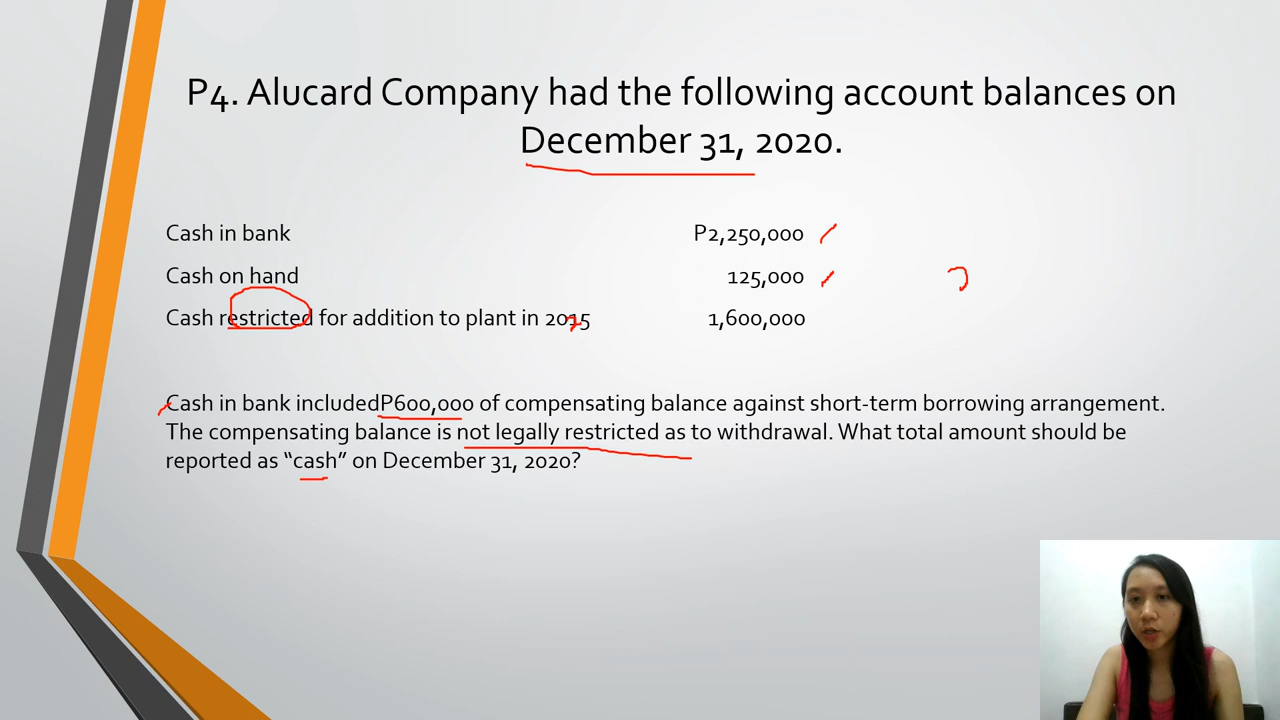 P4. Alucard Company had the following account balances on
December 31, 2020.
Cash in bank P2,250,000
Cash on hand 125,000
Cash restricted for addition to plant in 2015 1,600,000
Cash in bank includedP600,000 of compensating balance against short-term borrowing arrangement.
The compensating balance is not legally restricted as to withdrawal. What total amount should be
reported as “cash” on December 31, 2020?